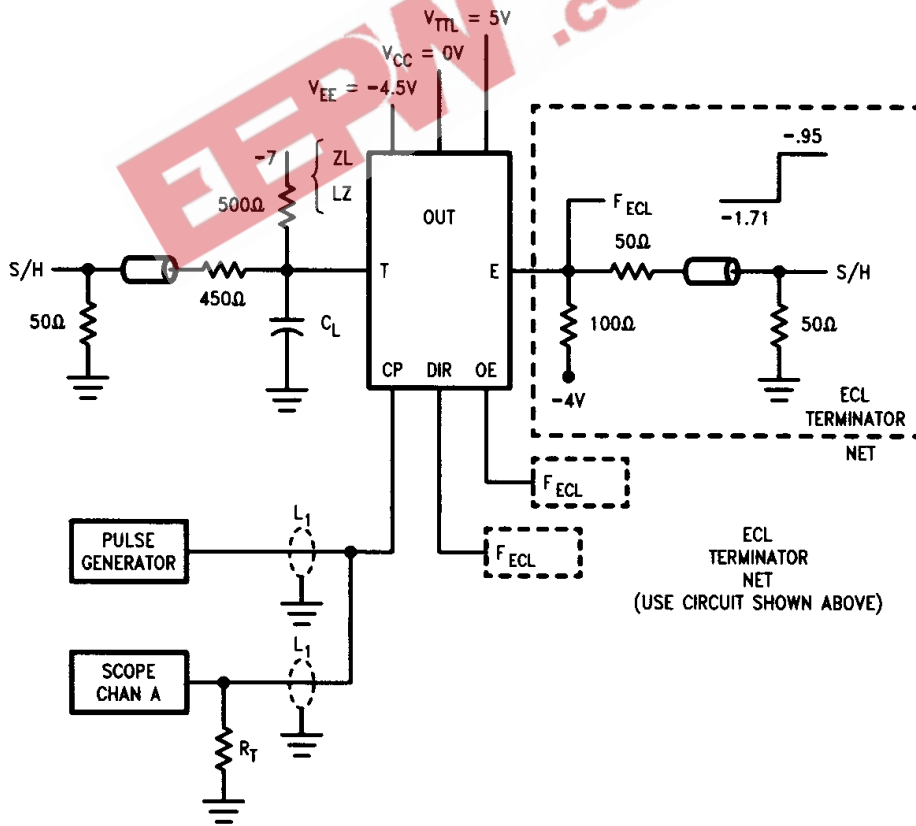 EEPW
.co
V_TTL = 5V
V_CC = 0V
V_EE = -4.5V
-7
ZL
LZ
500Ω
OUT
-.95
F_ECL
-1.71
S/H
450Ω
T
E
50Ω
S/H
50Ω
C_L
100Ω
50Ω
CP DIR OE
-4V
ECL
TERMINATOR
NET
F_ECL
F_ECL
L_1
PULSE
GENERATOR
ECL
TERMINATOR
NET
(USE CIRCUIT SHOWN ABOVE)
L_1
SCOPE
CHAN A
R_T